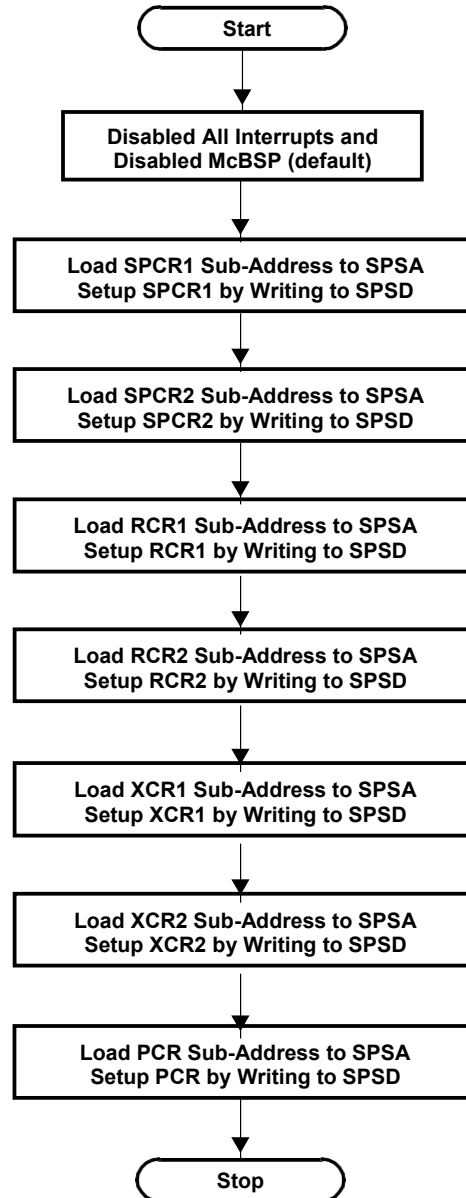 Start
Disabled All Interrupts and
Disabled McBSP (default)
Load SPCR1 Sub-Address to SPSA
Setup SPCR1 by Writing to SPSD
Load SPCR2 Sub-Address to SPSA
Setup SPCR2 by Writing to SPSD
Load RCR1 Sub-Address to SPSA
Setup RCR1 by Writing to SPSD
Load RCR2 Sub-Address to SPSA
Setup RCR2 by Writing to SPSD
Load XCR1 Sub-Address to SPSA
Setup XCR1 by Writing to SPSD
Load XCR2 Sub-Address to SPSA
Setup XCR2 by Writing to SPSD
Load PCR Sub-Address to SPSA
Setup PCR by Writing to SPSD
Stop